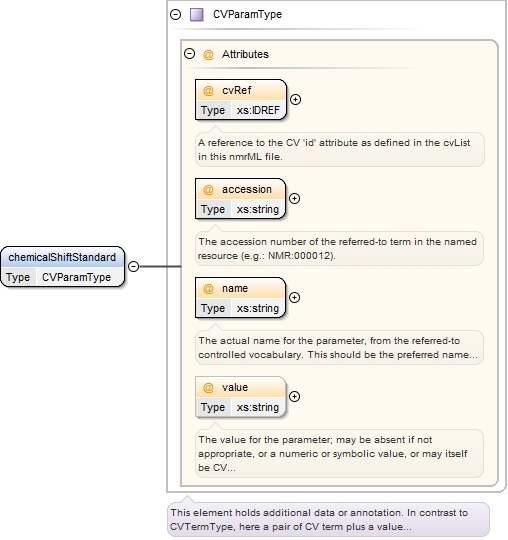 CVParamType
@ Attributes
@ cvRef
Type xs:IDREF
A reference to the CV 'id' attribute as defined in the cvList
in this nmrML file.
@ accession
Type xs:string
The accession number of the referred-to term in the named
resource (e.g.: NMR:000012).
chemicalShiftStandard
Type CVParamType
@ name
Type xs:string
The actual name for the parameter, from the referred-to
controlled vocabulary. This should be the preferred name...
@ value
Type xs:string
The value for the parameter; may be absent if not
appropriate, or a numeric or symbolic value, or may itself
be CV...
This element holds additional data or annotation. In contrast to
CVTermType, here a pair of CV term plus a value...